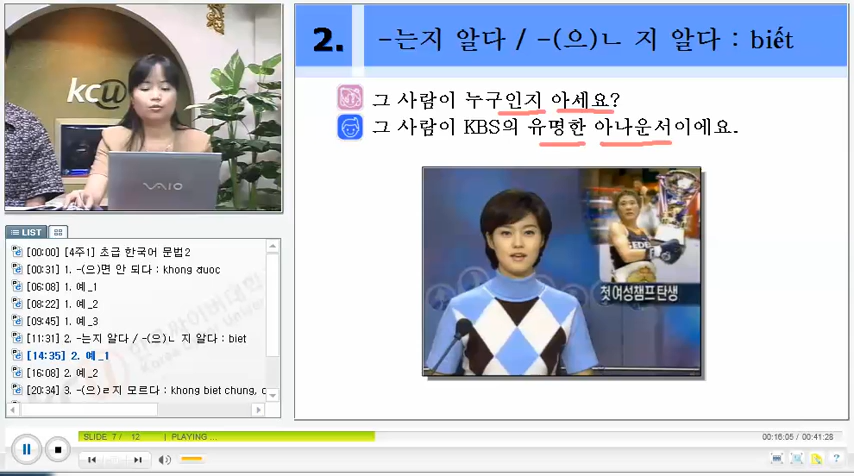 kcu
VAIO
2. -는지 알다 / -(으)ㄴ 지 알다 : biết
그 사람이 누구인지 아세요?
그 사람이 KBS의 유명한 아나운서이에요.
첫 여성챔프 탄생
LIST
[00:00] [4주1] 초급 한국어 문법2
[00:31] 1. -(으)면 안 되다 : khong đuoc
[06:08] 1. 예_1
[08:22] 1. 예_2
[09:45] 1. 예_3
[11:31] 2. -는지 알다 / -(으)ㄴ 지 알다 : biet
[14:35] 2. 예_1
[16:08] 2. 예_2
[20:34] 3. -(으)ㄹ지 모르다 : khong biet chung, c
SLIDE 7 / 12 | PLAYING ...
00:16:05 / 00:41:28